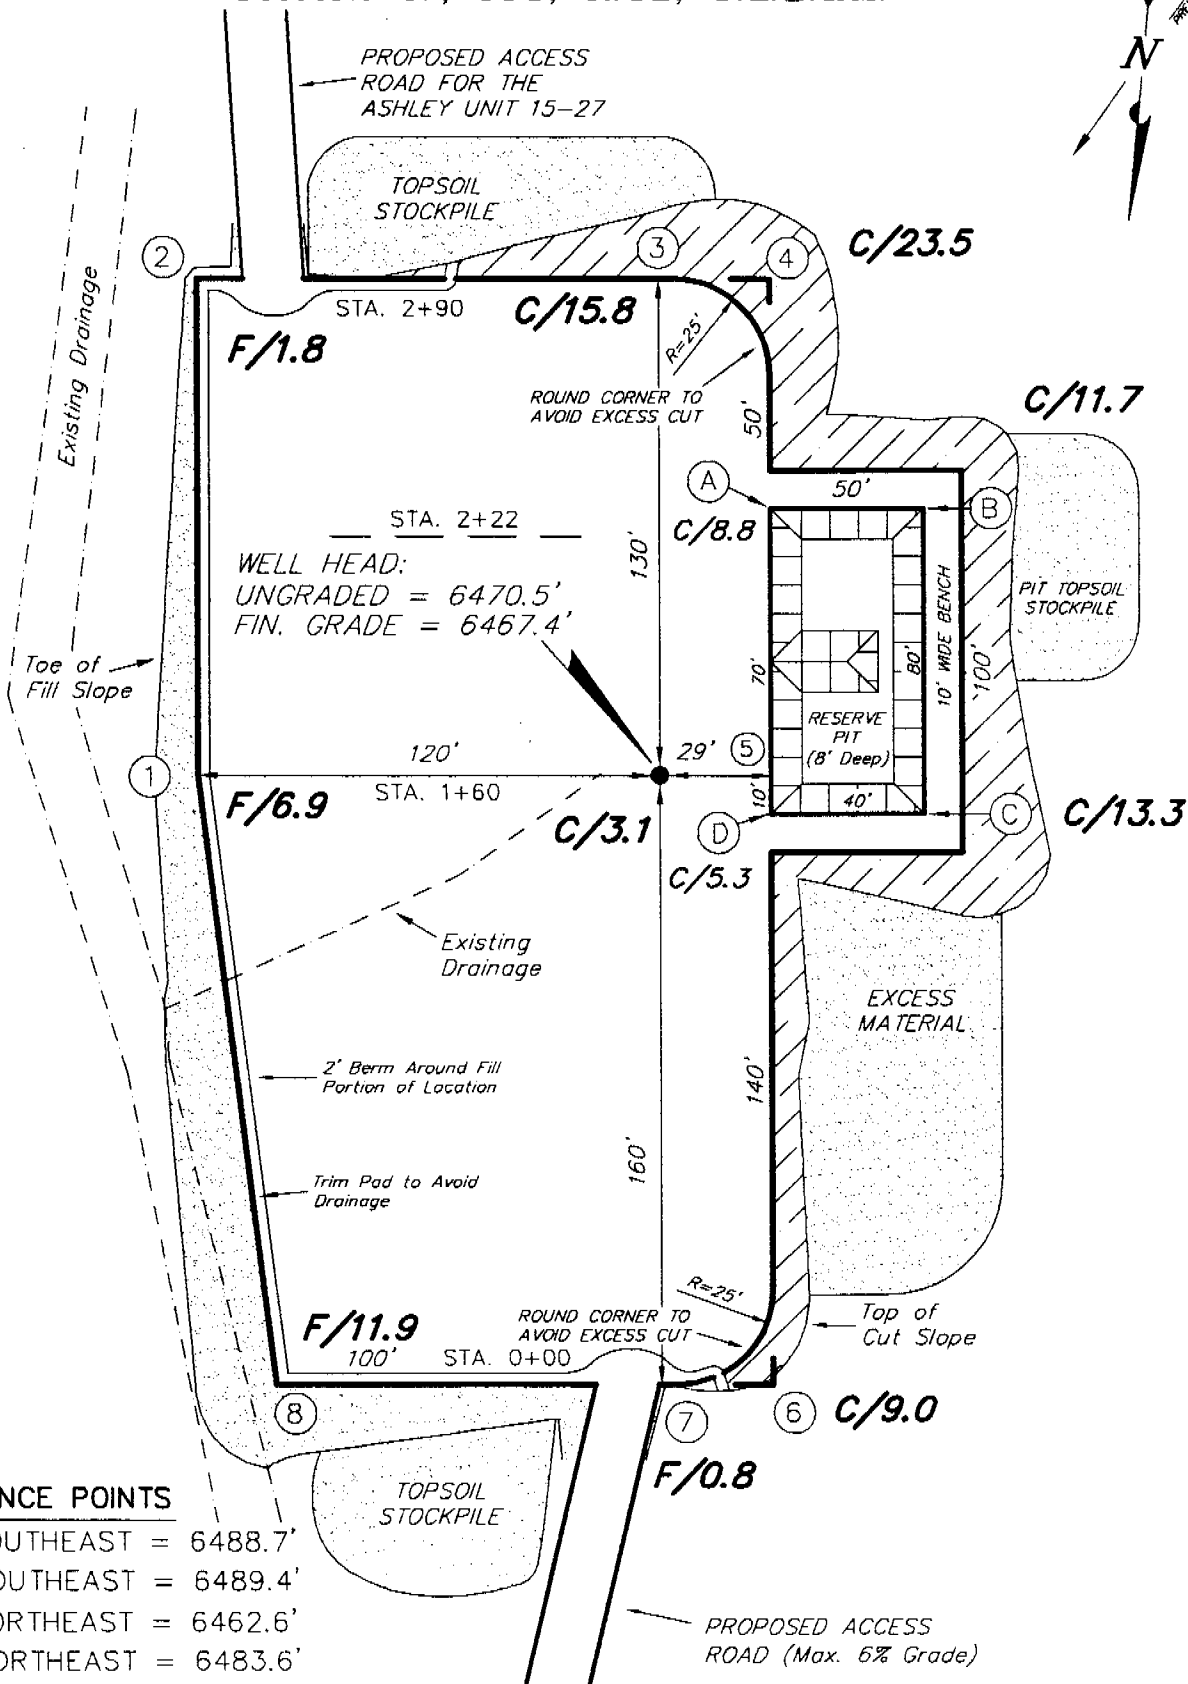 N
PROPOSED ACCESS
ROAD FOR THE
ASHLEY UNIT 15-27
TOPSOIL
STOCKPILE
2
3
4
C/23.5
STA. 2+90
C/15.8
F/1.8
R=25'
Existing Drainage
ROUND CORNER TO
AVOID EXCESS CUT
50'
C/11.7
A
50'
B
STA. 2+22
C/8.8
130'
WELL HEAD:
UNGRADED = 6470.5'
FIN. GRADE = 6467.4'
PIT TOPSOIL
STOCKPILE
10' WIDE BENCH
100'
80'
70'
Toe of
Fill Slope
RESERVE
PIT
(8' Deep)
1
120'
29'
5
STA. 1+60
F/6.9
C/3.1
10'
40'
D
C
C/13.3
C/5.3
Existing
Drainage
EXCESS
MATERIAL
2' Berm Around Fill
Portion of Location
140'
160'
Trim Pad to Avoid
Drainage
R=25'
F/11.9
ROUND CORNER TO
AVOID EXCESS CUT
Top of
Cut Slope
100'
STA. 0+00
8
7
6
C/9.0
F/0.8
TOPSOIL
STOCKPILE
NCE POINTS
OUTHEAST = 6488.7'
OUTHEAST = 6489.4'
ORTHEAST = 6462.6'
ORTHEAST = 6483.6'
PROPOSED ACCESS
ROAD (Max. 6% Grade)